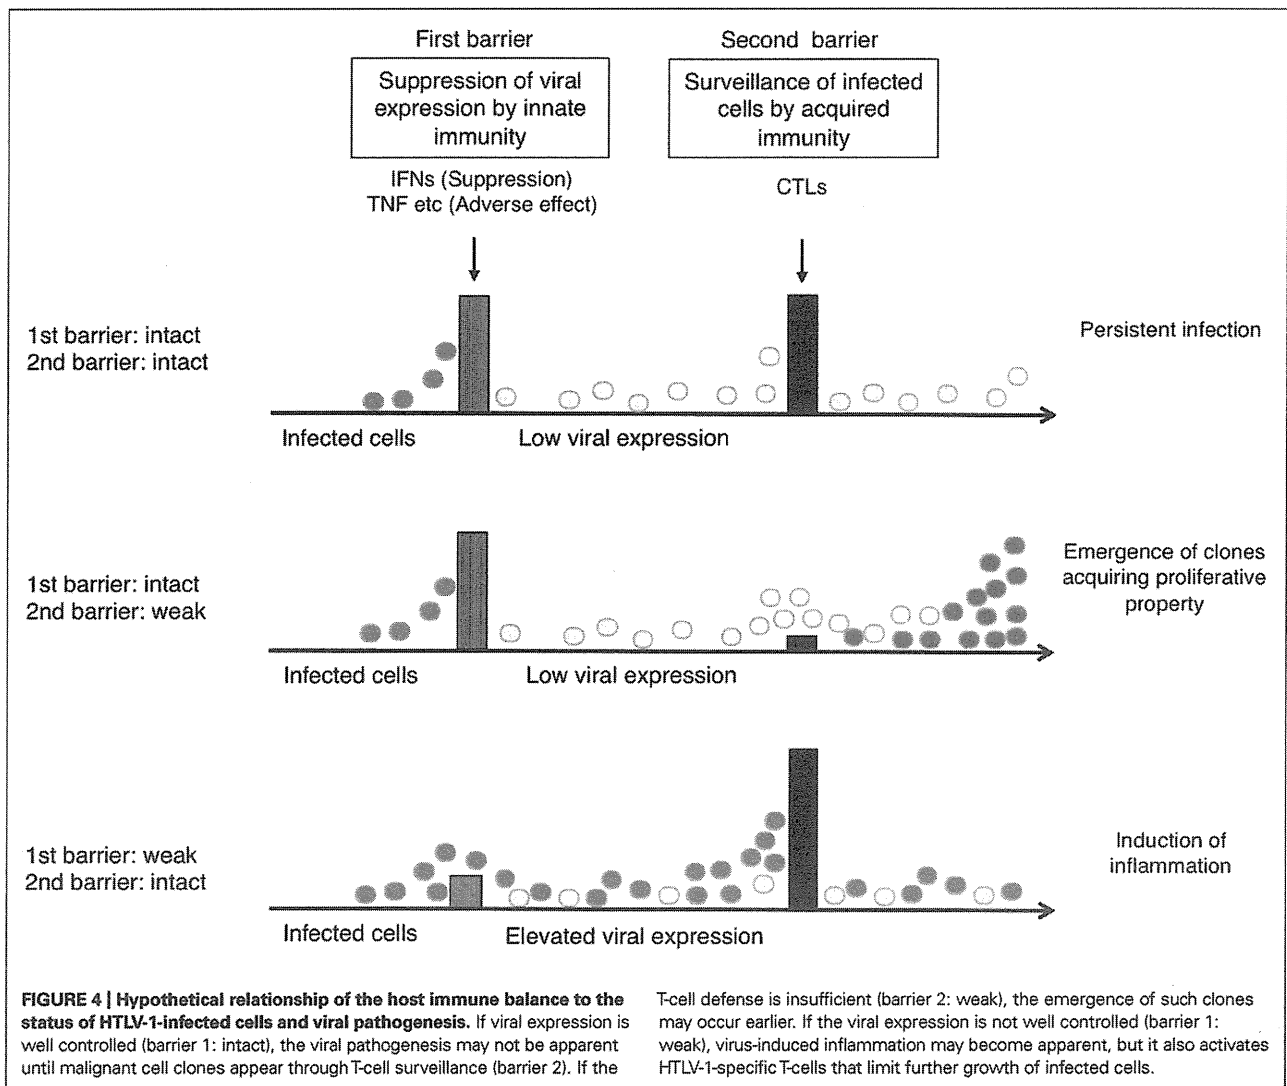 First barrier
Second barrier
Suppression of viral
expression by innate
immunity
Surveillance of infected
cells by acquired
immunity
IFNs (Suppression)
TNF etc (Adverse effect)
CTLs
1st barrier: intact
2nd barrier: intact
Persistent infection
Infected cells
Low viral expression
1st barrier: intact
2nd barrier: weak
Emergence of clones
acquiring proliferative
property
Infected cells
Low viral expression
1st barrier: weak
2nd barrier: intact
Induction of
inflammation
Infected cells
Elevated viral expression
FIGURE 4 | Hypothetical relationship of the host immune balance to the
status of HTLV-1-infected cells and viral pathogenesis. If viral expression is
well controlled (barrier 1: intact), the viral pathogenesis may not be apparent
until malignant cell clones appear through T-cell surveillance (barrier 2). If the
T-cell defense is insufficient (barrier 2: weak), the emergence of such clones
may occur earlier. If the viral expression is not well controlled (barrier 1:
weak), virus-induced inflammation may become apparent, but it also activates
HTLV-1-specific T-cells that limit further growth of infected cells.